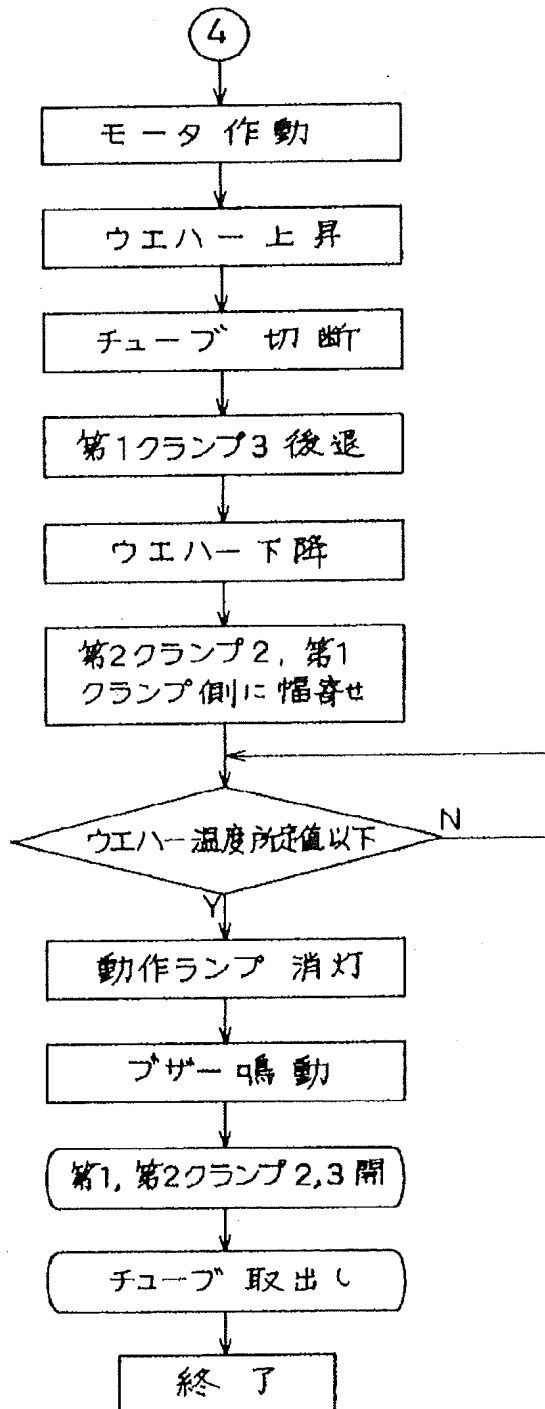 4
モータ作動
ウエハー上昇
チューブ 切断
第1クランプ3後退
ウエハー下降
第2クランプ2,第1
クランプ側に幅寄せ
ウエハー温度所定値以下
N
Y
動作ランプ 消灯
ブザー鳴動
第1,第2クランプ2,3開
チューブ取出し
終了